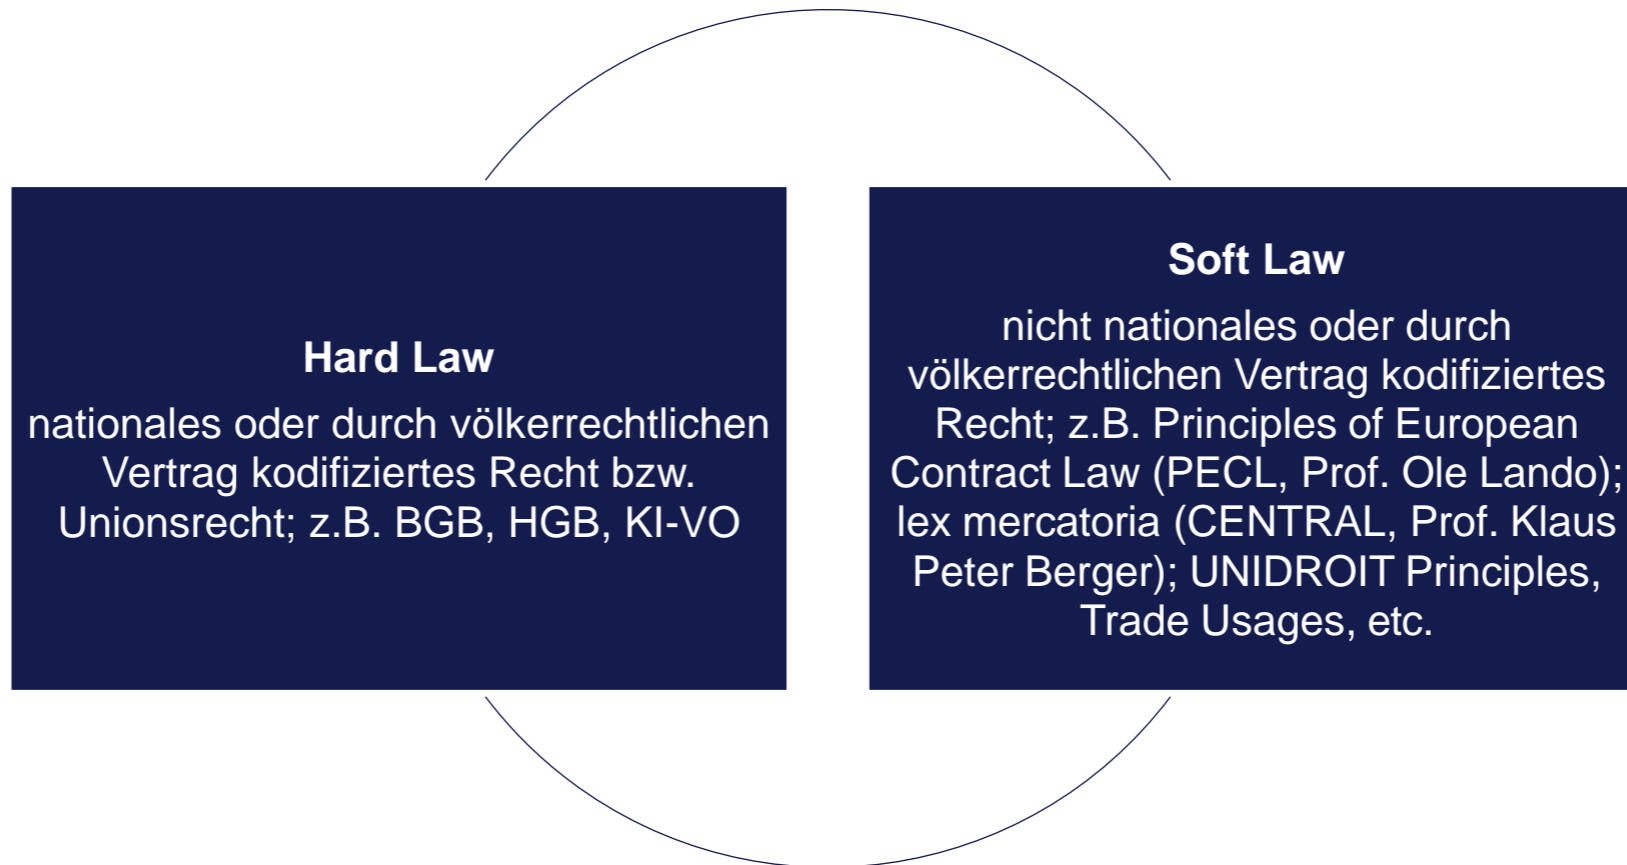 Hard Law
nationales oder durch völkerrechtlichen
Vertrag kodifiziertes Recht bzw.
Unionsrecht; z.B. BGB, HGB, KI-VO
Soft Law
nicht nationales oder durch
völkerrechtlichen Vertrag kodifiziertes
Recht; z.B. Principles of European
Contract Law (PECL, Prof. Ole Lando);
lex mercatoria (CENTRAL, Prof. Klaus
Peter Berger); UNIDROIT Principles,
Trade Usages, etc.